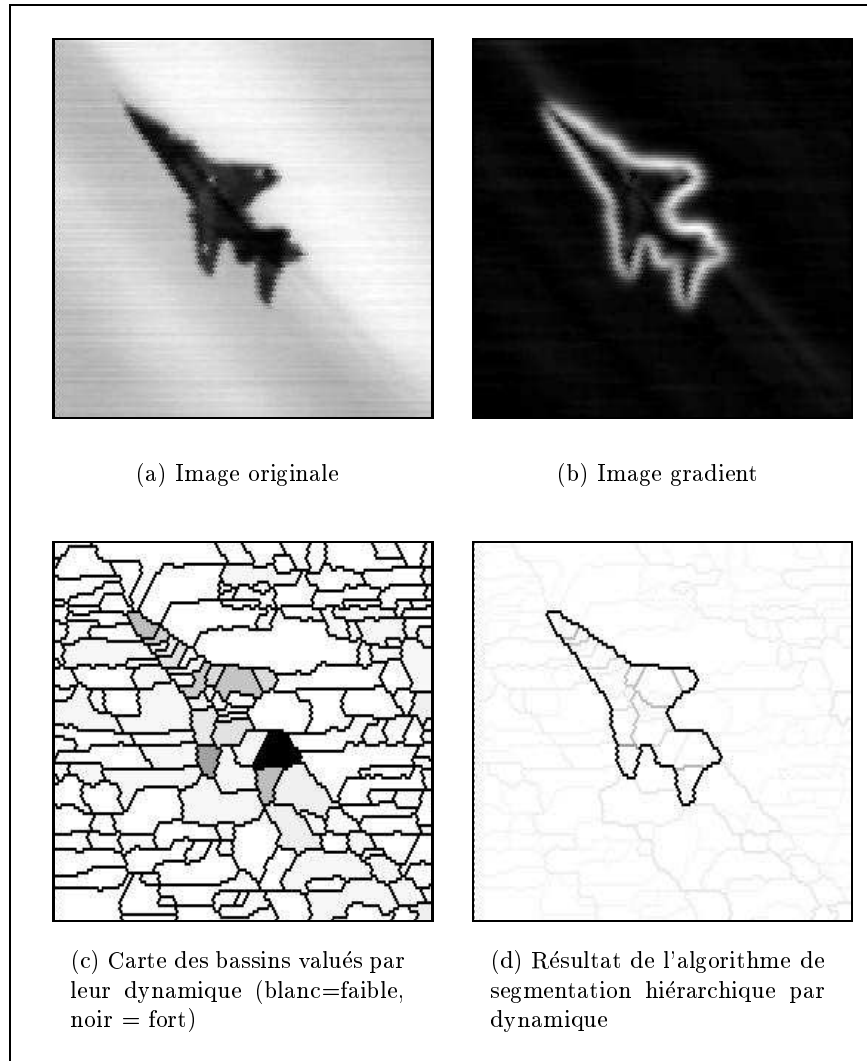 (a) Image originale
(b) Image gradient
(c) Carte des bassins valués par
leur dynamique (blanc=faible,
noir = fort)
(d) Résultat de l'algorithme de
segmentation hiérarchique par
dynamique